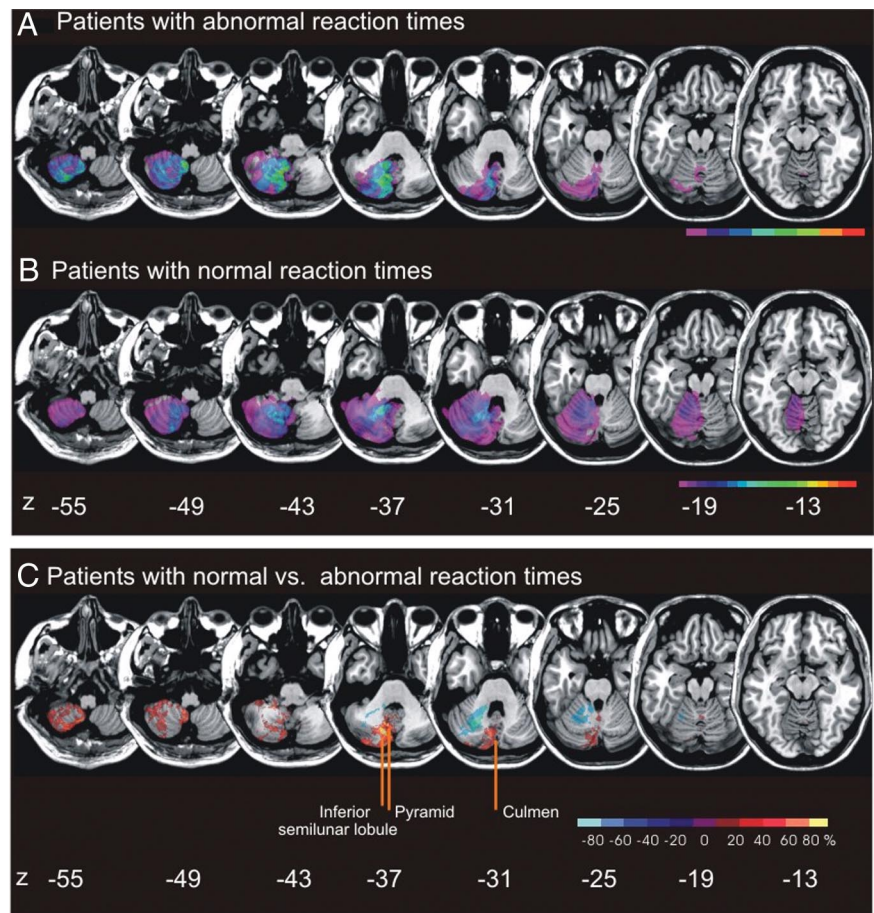 A Patients with abnormal reaction times
B Patients with normal reaction times
z -55 -49 -43 -37 -31 -25 -19 -13
C Patients with normal vs. abnormal reaction times
Inferior Pyramid Culmen
semilunar lobule
-80 -60 -40 -20 0 20 40 60 80 %
z -55 -49 -43 -37 -31 -25 -19 -13